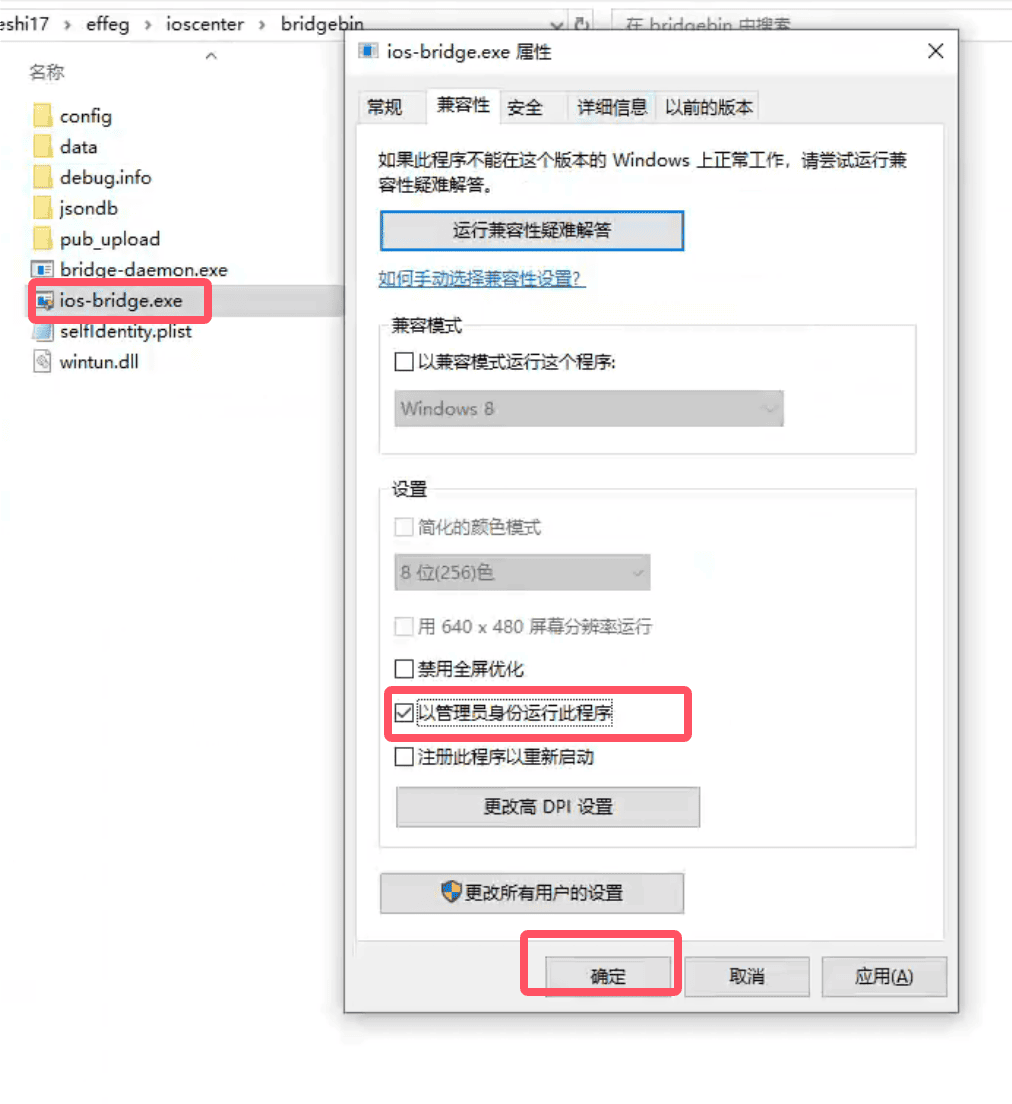 eshi17 › effeg › ioscenter › bridgebin
在 bridgebin 中搜索
名称
config
data
debug.info
jsondb
pub_upload
bridge-daemon.exe
ios-bridge.exe
selfIdentity.plist
wintun.dll
ios-bridge.exe 属性
常规 兼容性 安全 详细信息 以前的版本
如果此程序不能在这个版本的 Windows 上正常工作，请尝试运行兼
容性疑难解答。
运行兼容性疑难解答
如何手动选择兼容性设置?
兼容模式
以兼容模式运行这个程序:
Windows 8
设置
简化的颜色模式
8 位(256)色
用 640 x 480 屏幕分辨率运行
禁用全屏优化
以管理员身份运行此程序
注册此程序以重新启动
更改高 DPI 设置
更改所有用户的设置
确定 取消 应用(A)